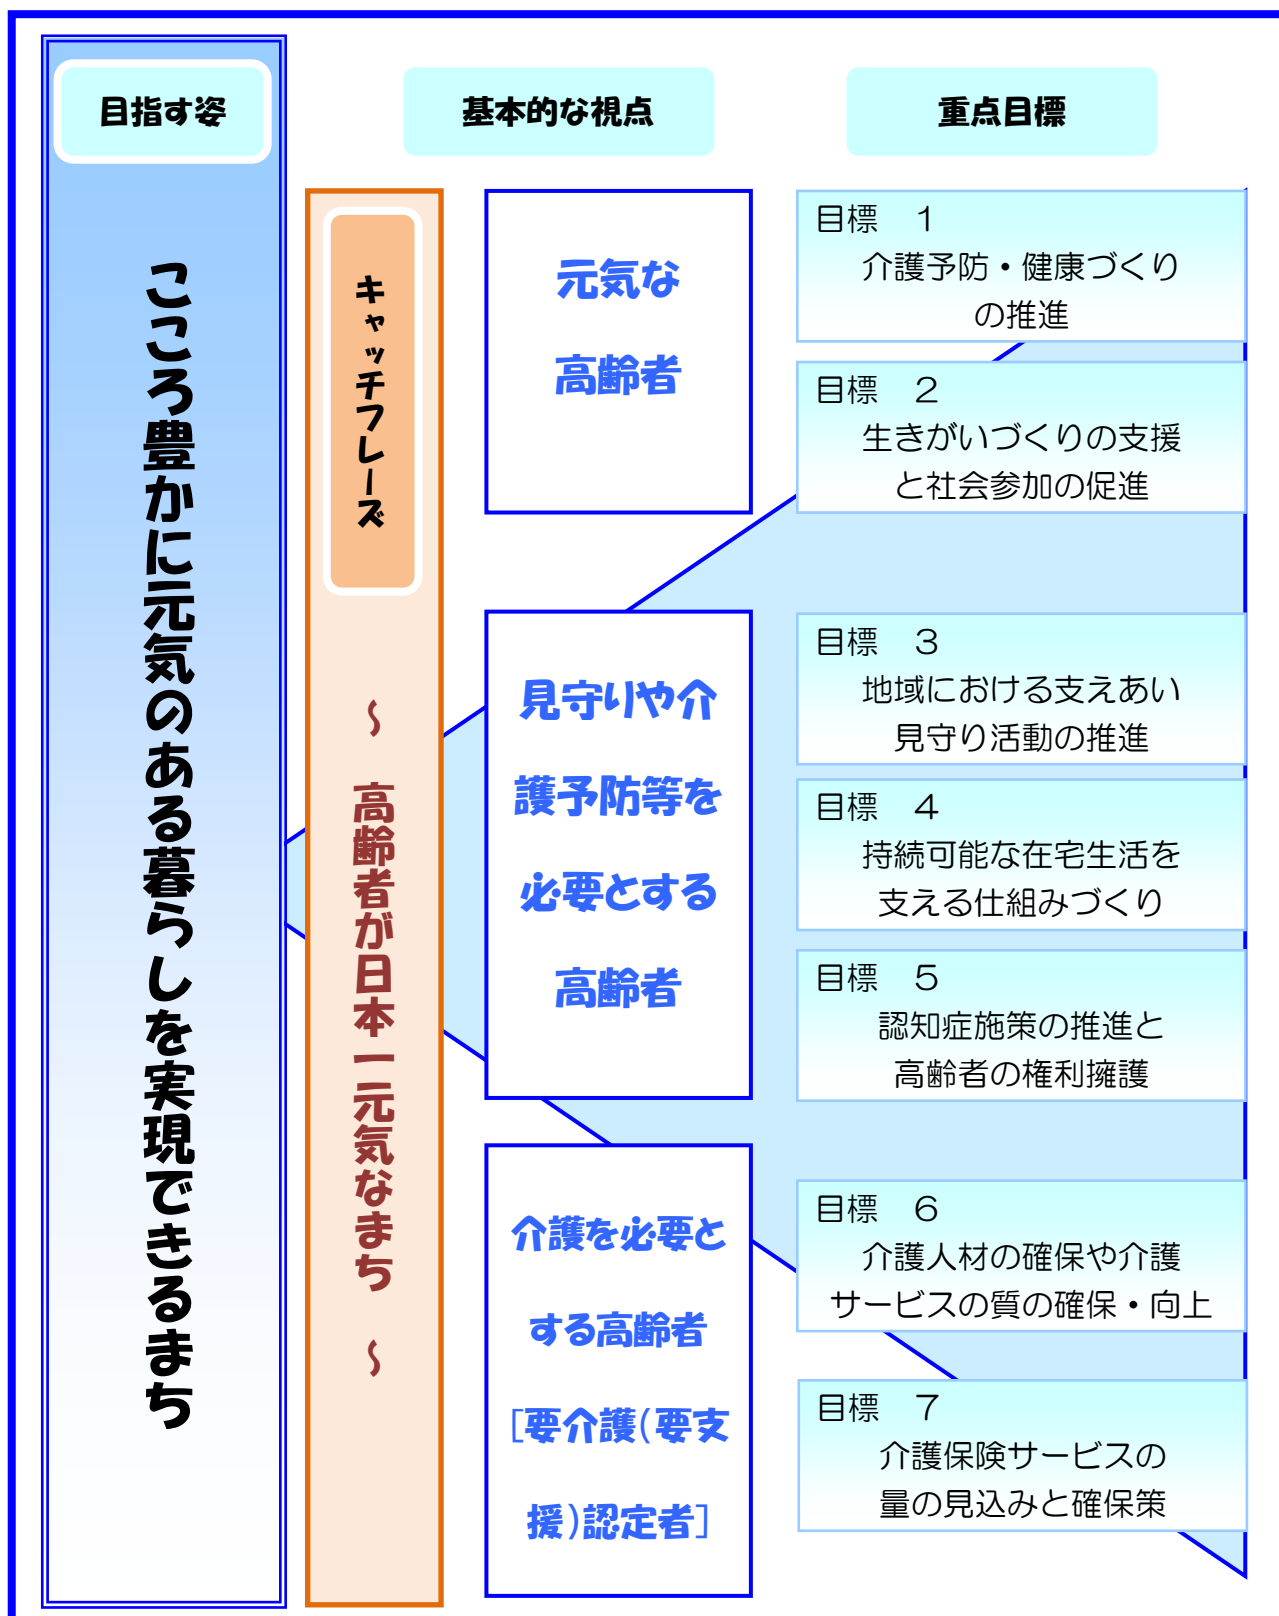 目指す姿
こころ豊かに元気のある暮らしを実現できるまち
キャッチフレーズ
～ 高齢者が日本一元気なまち ～
基本的な視点
元気な
高齢者
見守りや介
護予防等を
必要とする
高齢者
介護を必要と
する高齢者
[要介護(要支
援)認定者]
重点目標
目標　１
介護予防・健康づくり
の推進
目標　２
生きがいづくりの支援
と社会参加の促進
目標　３
地域における支えあい
見守り活動の推進
目標　４
持続可能な在宅生活を
支える仕組みづくり
目標　５
認知症施策の推進と
高齢者の権利擁護
目標　６
介護人材の確保や介護
サービスの質の確保・向上
目標　７
介護保険サービスの
量の見込みと確保策